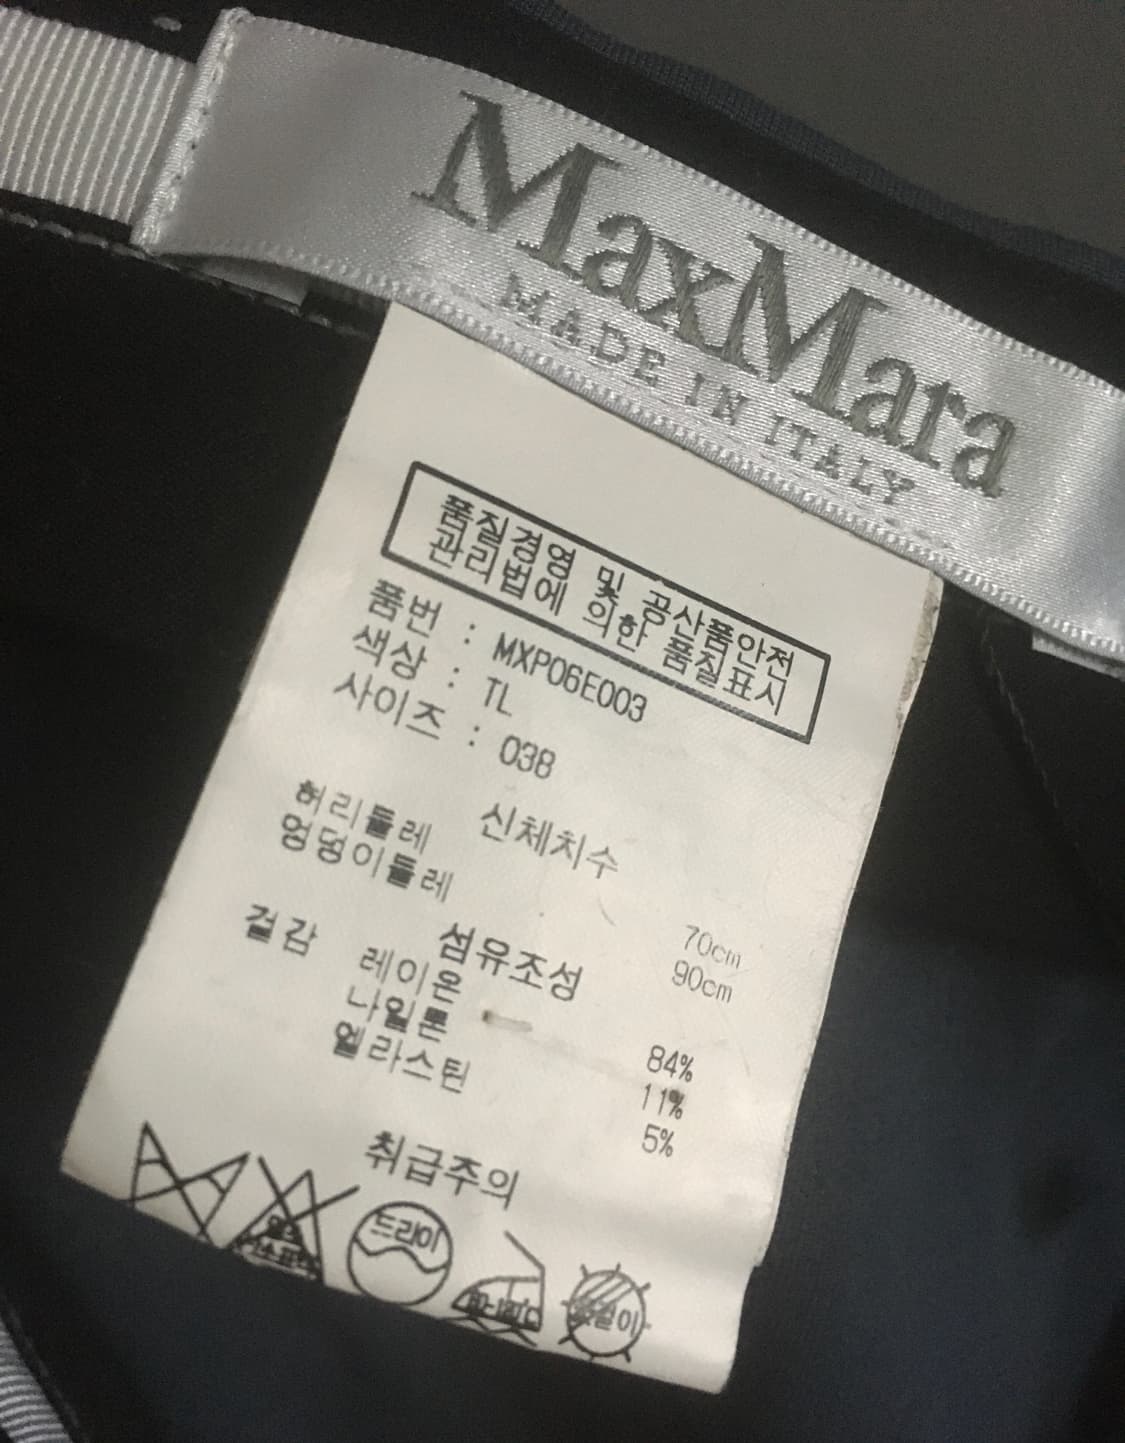 MaxMara
MADE IN ITALY
품질경영 및 공산품안전
관리법에 의한 품질표시
품번 : MXP06E003
색상 : TL
사이즈 : 038
신체치수
허리둘레 70cm
엉덩이둘레 90cm
섬유조성
겉감 레이온 84%
나일론 11%
엘라스틴 5%
취급주의
드라이
옷걸이